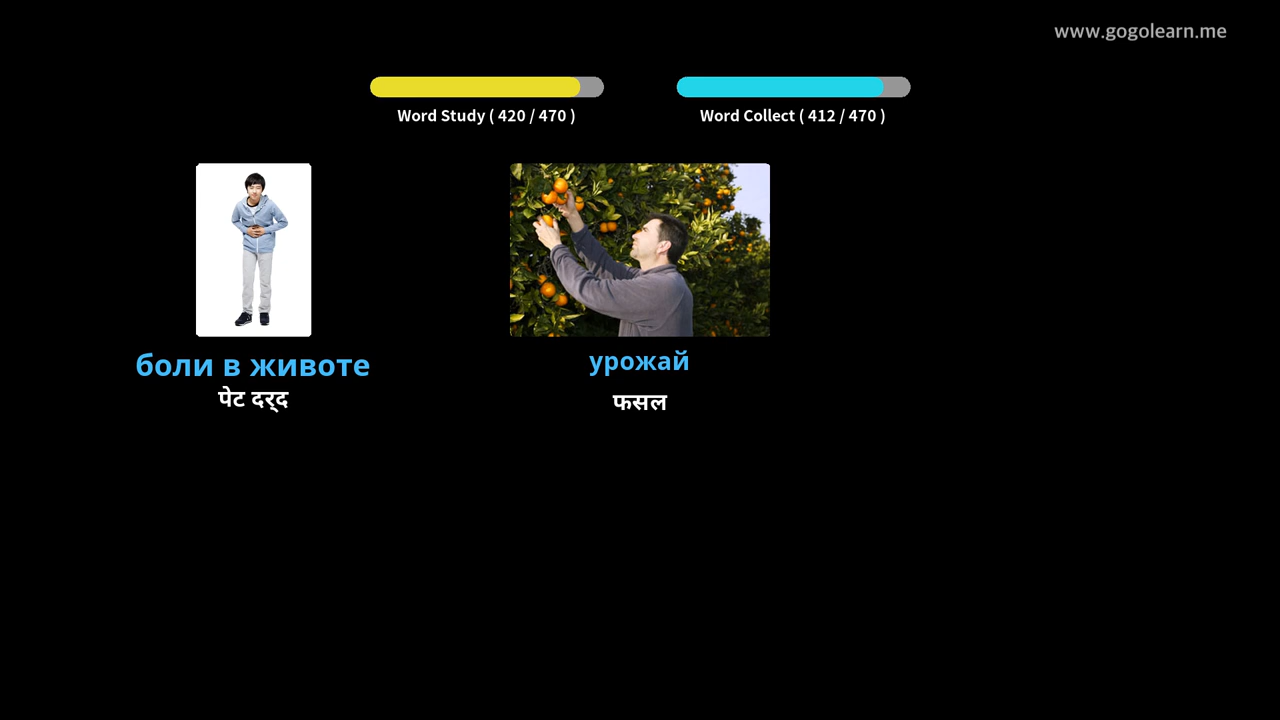 www.gogolearn.me
Word Study ( 420 / 470 )
Word Collect ( 412 / 470 )
боли в животе
पेट दर्द
урожай
फसल